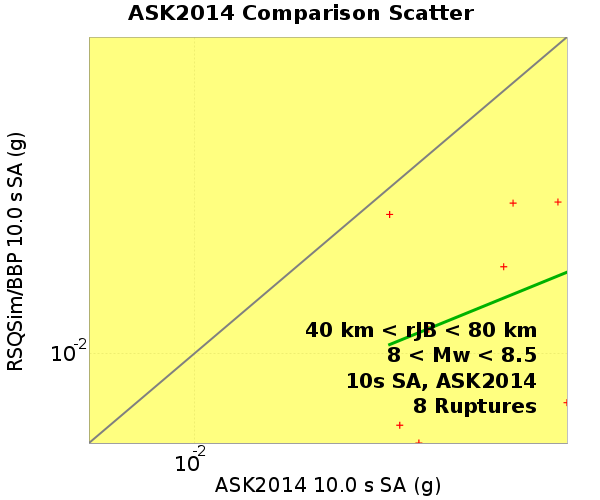 ASK2014 Comparison Scatter
RSQSim/BBP 10.0 s SA (g)
10-2
40 km < rJB < 80 km
8 < Mw < 8.5
10s SA, ASK2014
8 Ruptures
10-2
ASK2014 10.0 s SA (g)